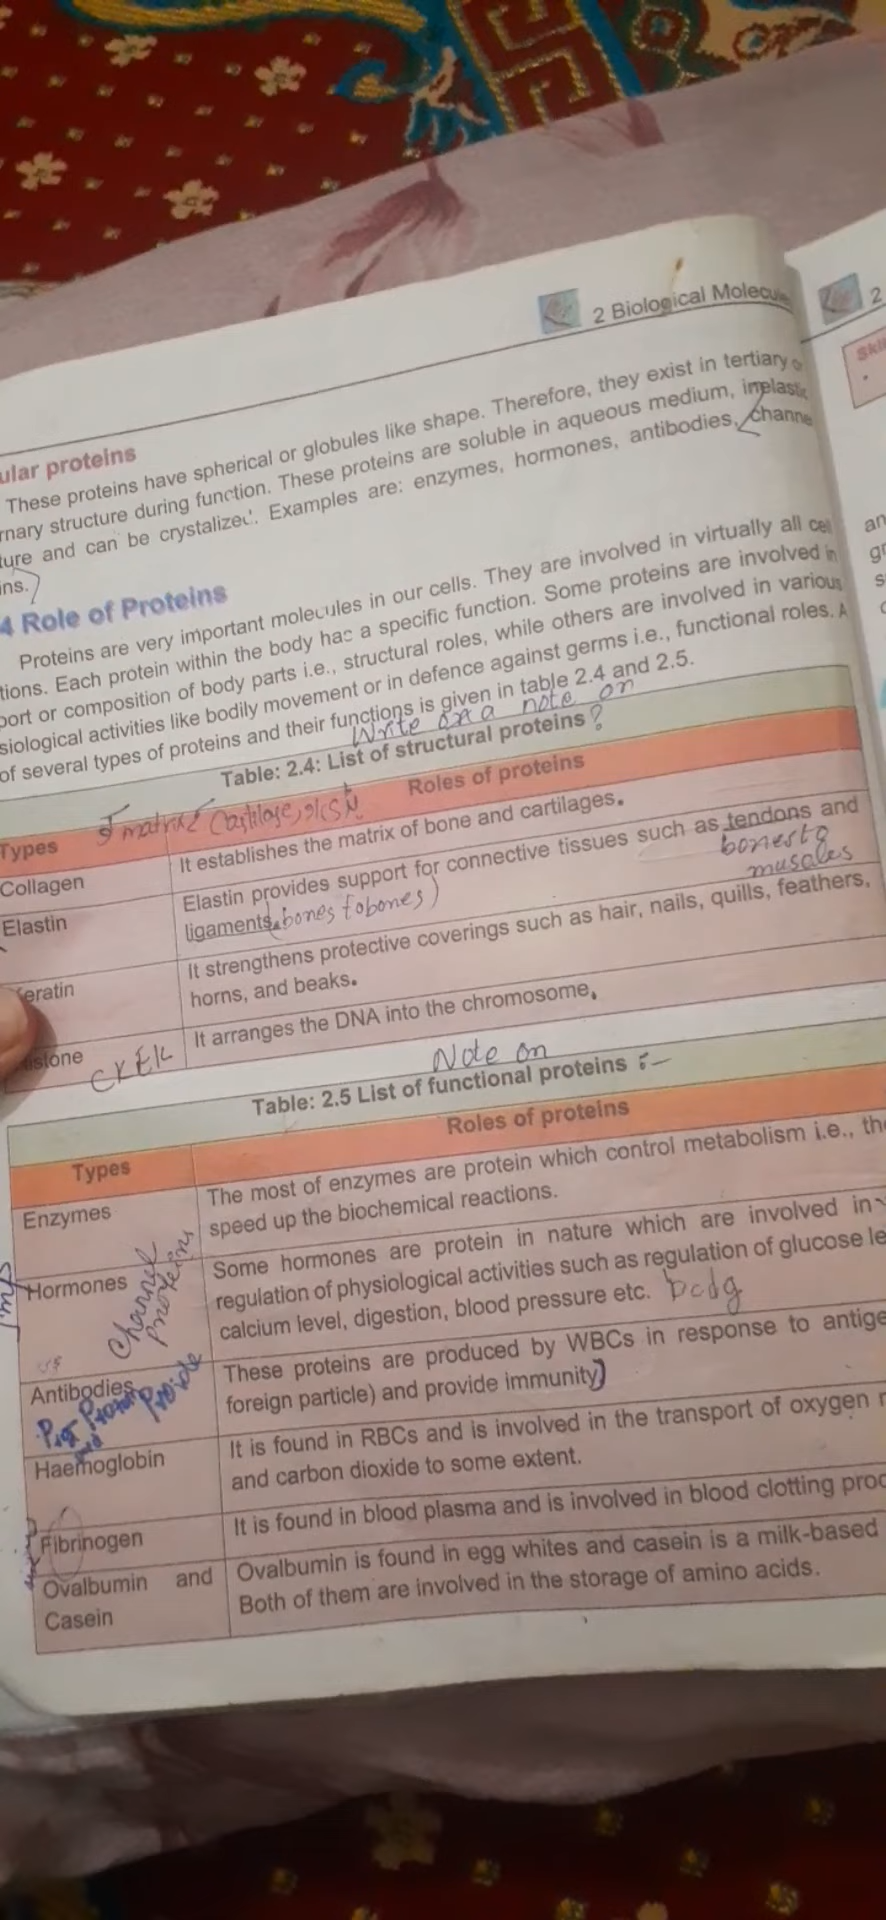 2 Biological Molecu
2
Skil
ular proteins
These proteins have spherical or globules like shape. Therefore, they exist in tertiary o
rnary structure during function. These proteins are soluble in aqueous medium, inelastic
ture and can be crystalized. Examples are: enzymes, hormones, antibodies, channe
ins.
4 Role of Proteins
Proteins are very important molecules in our cells. They are involved in virtually all cel
tions. Each protein within the body has a specific function. Some proteins are involved in
port or composition of body parts i.e., structural roles, while others are involved in various
siological activities like bodily movement or in defence against germs i.e., functional roles. A
of several types of proteins and their functions is given in table 2.4 and 2.5.
Write on a note on
Table: 2.4: List of structural proteins?
Types Roles of proteins
matrix Cartilage
Collagen It establishes the matrix of bone and cartilages.
Elastin Elastin provides support for connective tissues such as tendons and
ligaments. bones to bones)
bones to
muscles
eratin It strengthens protective coverings such as hair, nails, quills, feathers,
horns, and beaks.
istone It arranges the DNA into the chromosome.
Note on
Table: 2.5 List of functional proteins :-
Types Roles of proteins
Enzymes The most of enzymes are protein which control metabolism i.e., the
speed up the biochemical reactions.
Hormones Some hormones are protein in nature which are involved in
regulation of physiological activities such as regulation of glucose le
calcium level, digestion, blood pressure etc. bcdg
Channel
Proteins
Antibodies These proteins are produced by WBCs in response to antige
foreign particle) and provide immunity)
Haemoglobin It is found in RBCs and is involved in the transport of oxygen
and carbon dioxide to some extent.
Fibrinogen It is found in blood plasma and is involved in blood clotting proc
Ovalbumin and Casein Ovalbumin is found in egg whites and casein is a milk-based
Both of them are involved in the storage of amino acids.